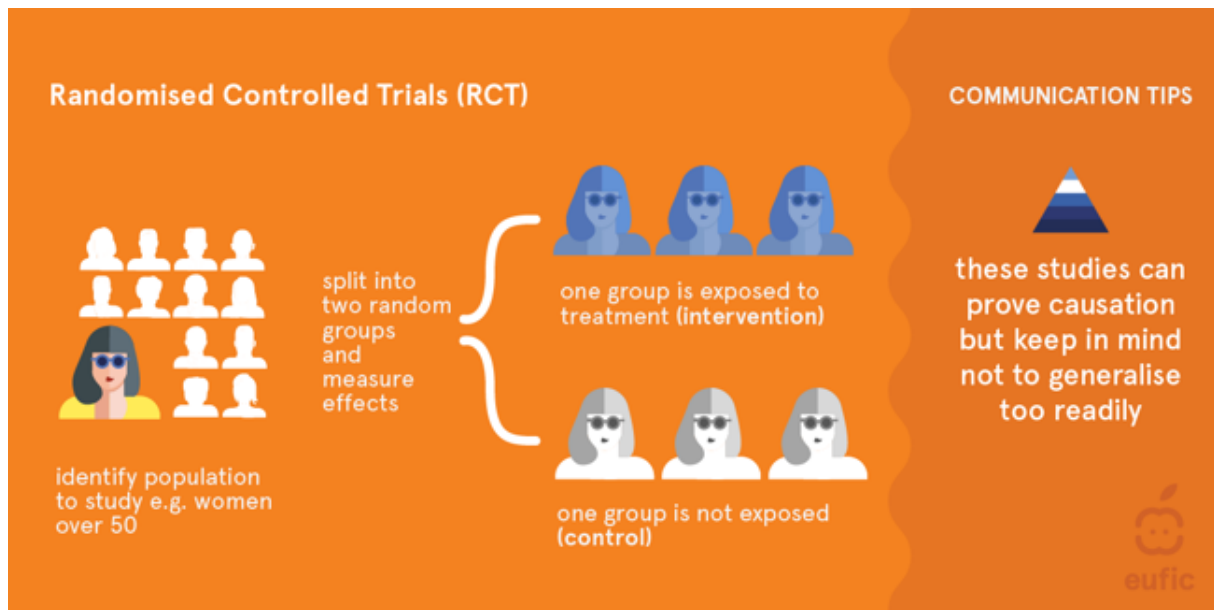 Randomised Controlled Trials (RCT)
identify population
to study e.g. women
over 50
split into
two random
groups
and
measure
effects
one group is exposed to
treatment (intervention)
one group is not exposed
(control)
COMMUNICATION TIPS
these studies can
prove causation
but keep in mind
not to generalise
too readily
eufic